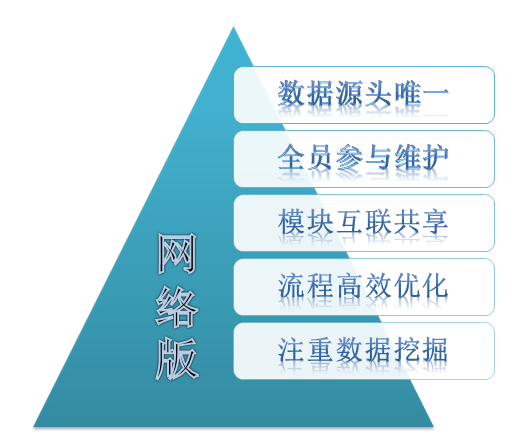 数据源头唯一
全员参与维护
模块互联共享
流程高效优化
注重数据挖掘
网络版